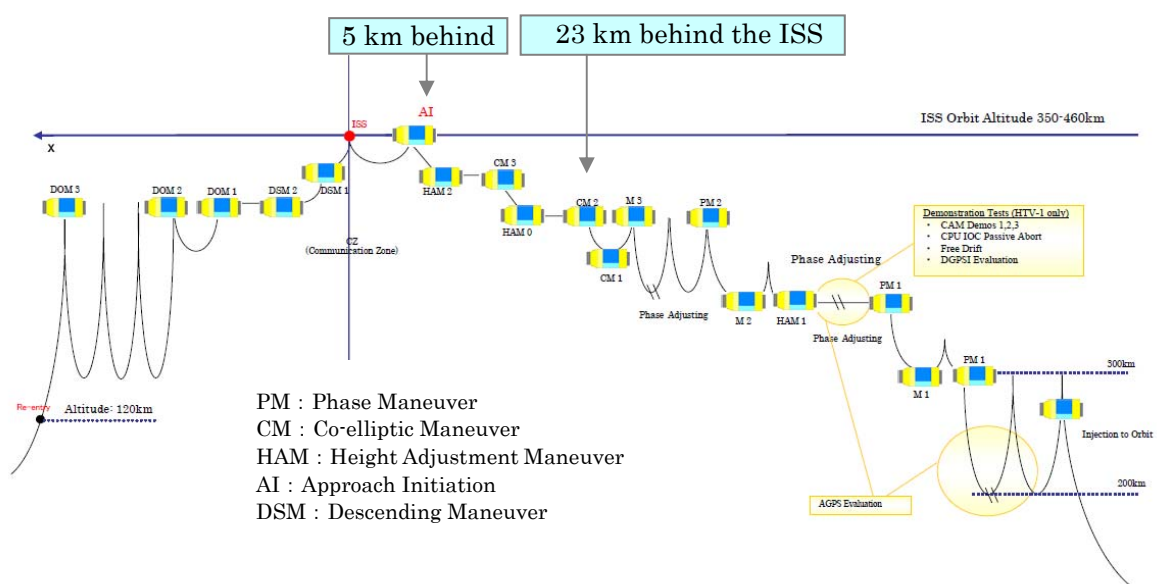 5 km behind
23 km behind the ISS
AI
ISS
ISS Orbit Altitude 350-460km
X
CM 3
DOM 3
DOM 2
DOM 1
DSM 2
DSM 1
HAM 2
CM 2
M 3
PM 2
HAM 0
Demonstration Tests (HTV-1 only)
• CAM Demos 1,2,3
• CPU IOC Passive Abort
• Free Drift
• DGPSI Evaluation
CZ
(Communication Zone)
CM 1
Phase Adjusting
PM 1
Phase Adjusting
M 2
HAM 1
Phase Adjusting
PM 1
300km
M 1
Re-entry
Altitude: 120km
Injection to Orbit
PM : Phase Maneuver
CM : Co-elliptic Maneuver
HAM : Height Adjustment Maneuver
AI : Approach Initiation
DSM : Descending Maneuver
200km
AGPS Evaluation